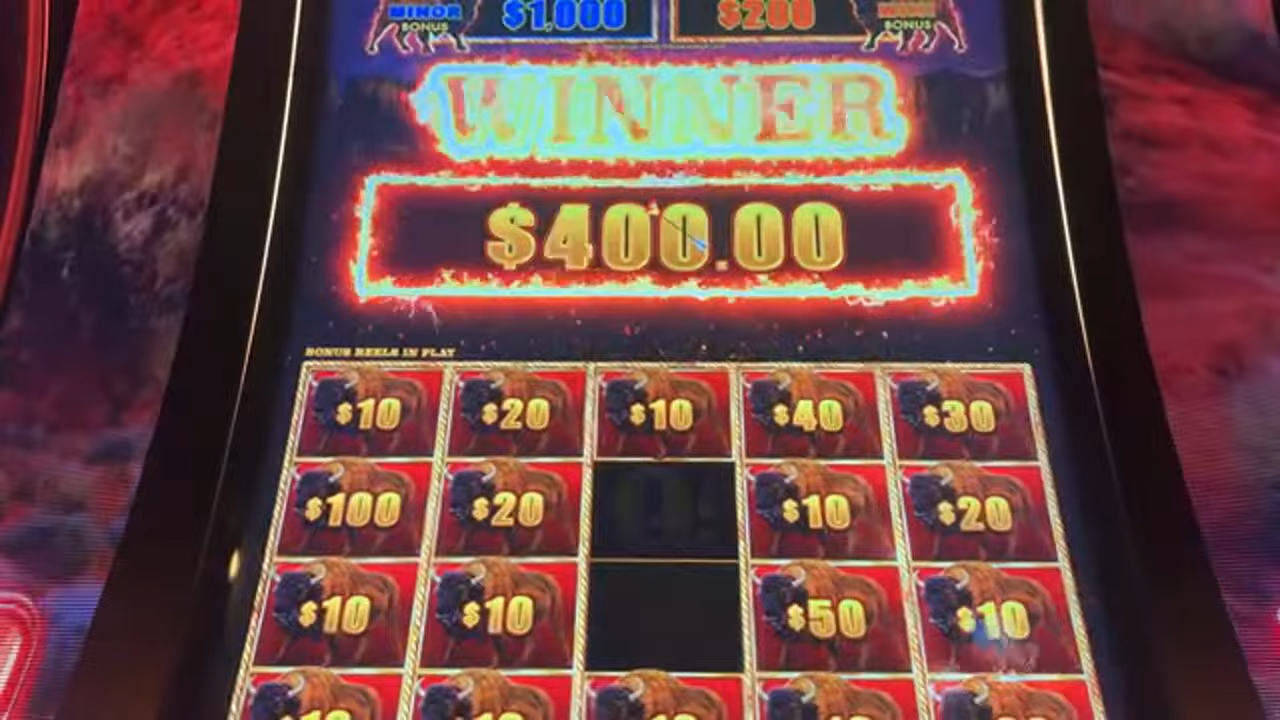 MINOR BONUS $1,000 $200 MINI BONUS
WINNER
$400.00
BONUS REELS IN PLAY
$10 $20 $10 $40 $30
$100 $20 $10 $20
$10 $10 $50 $10